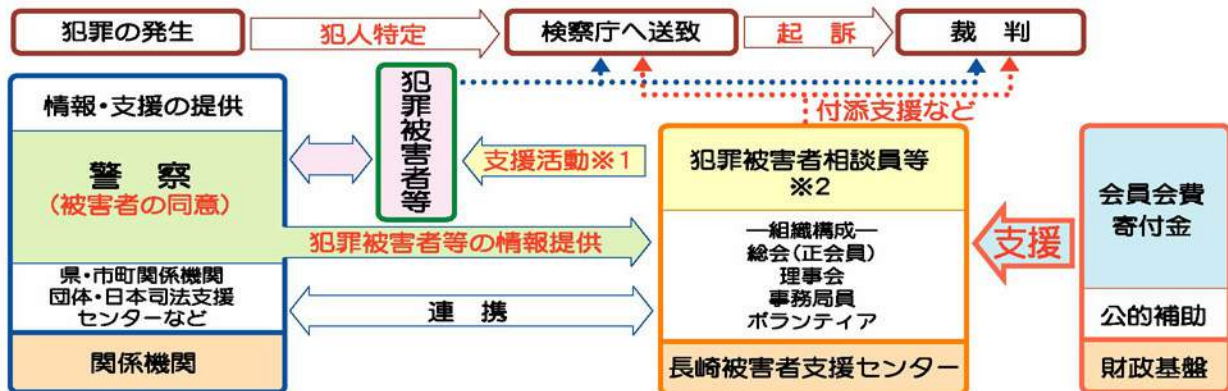 犯罪の発生
犯人特定
検察庁へ送致
起 訴
裁 判
情報・支援の提供
警 察
(被害者の同意)
県・市町関係機関
団体・日本司法支援
センターなど
関係機関
犯罪被害者等
支援活動※1
付添支援など
犯罪被害者等の情報提供
連 携
犯罪被害者相談員等
※2
―組織構成―
総会(正会員)
理事会
事務局員
ボランティア
長崎被害者支援センター
支援
会員会費
寄付金
公的補助
財政基盤